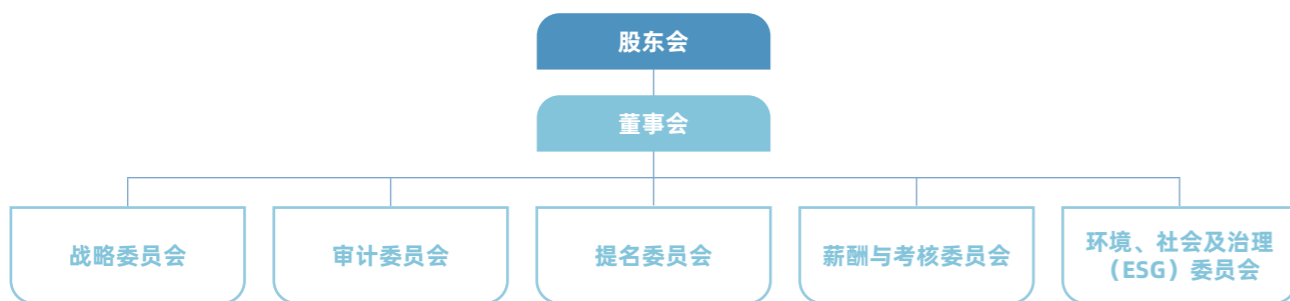 股东会
董事会
战略委员会
审计委员会
提名委员会
薪酬与考核委员会
环境、社会及治理
（ESG）委员会